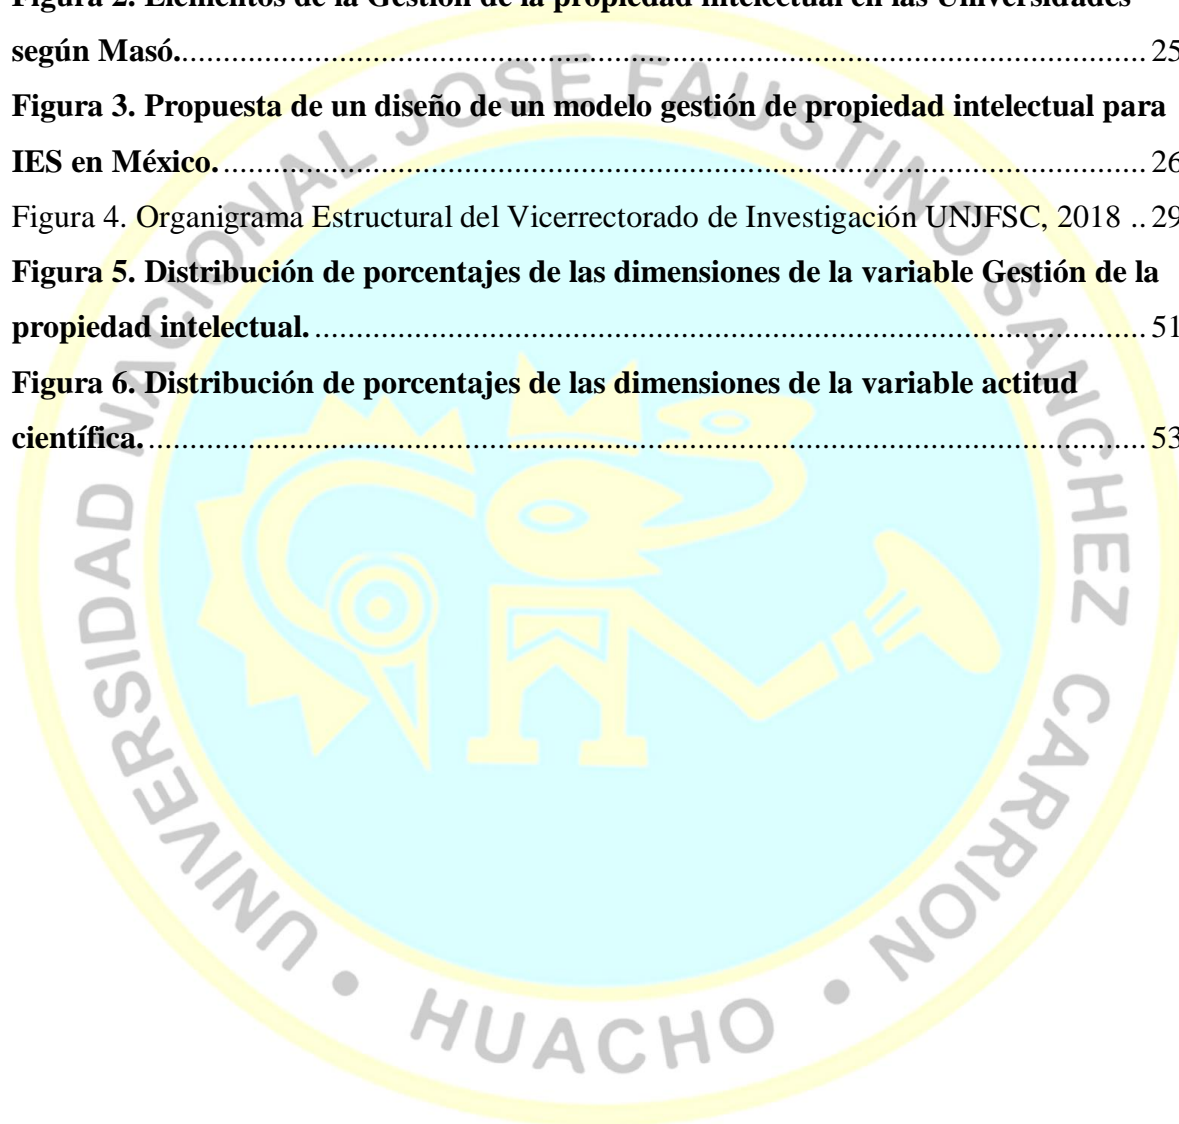 Figura 2. Elementos de la Gestión de la propiedad intelectual en las Universidades
según Masó. 25
Figura 3. Propuesta de un diseño de un modelo gestión de propiedad intelectual para
IES en México. 26
Figura 4. Organigrama Estructural del Vicerrectorado de Investigación UNJFSC, 2018 .. 29
Figura 5. Distribución de porcentajes de las dimensiones de la variable Gestión de la
propiedad intelectual. 51
Figura 6. Distribución de porcentajes de las dimensiones de la variable actitud
científica. 53
UNIVERSIDAD NACIONAL JOSE FAUSTINO SANCHEZ CARRION • HUACHO •